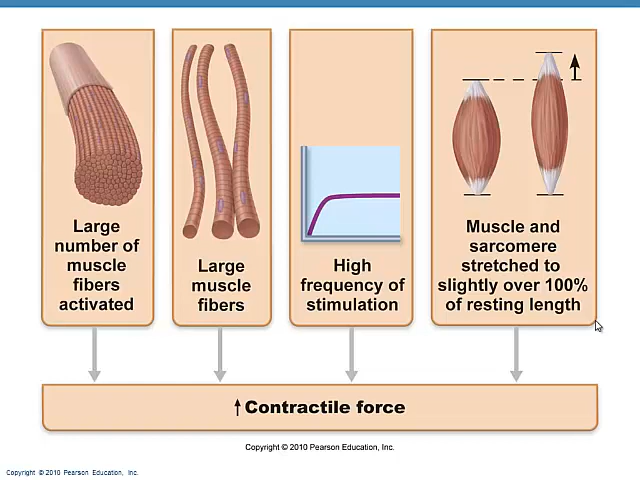 Large
number of
muscle
fibers
activated
Large
muscle
fibers
High
frequency of
stimulation
Muscle and
sarcomere
stretched to
slightly over 100%
of resting length
↑Contractile force
Copyright © 2010 Pearson Education, Inc.
Copyright © 2010 Pearson Education, Inc.